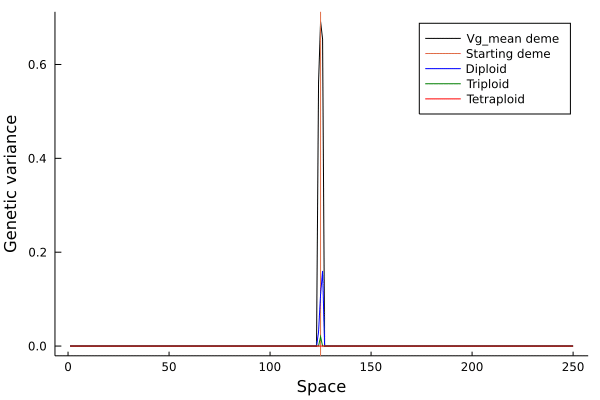 Vg_mean deme
Starting deme
Diploid
Triploid
Tetraploid
Genetic variance
0.6
0.4
0.2
0.0
0 50 100 150 200 250
Space